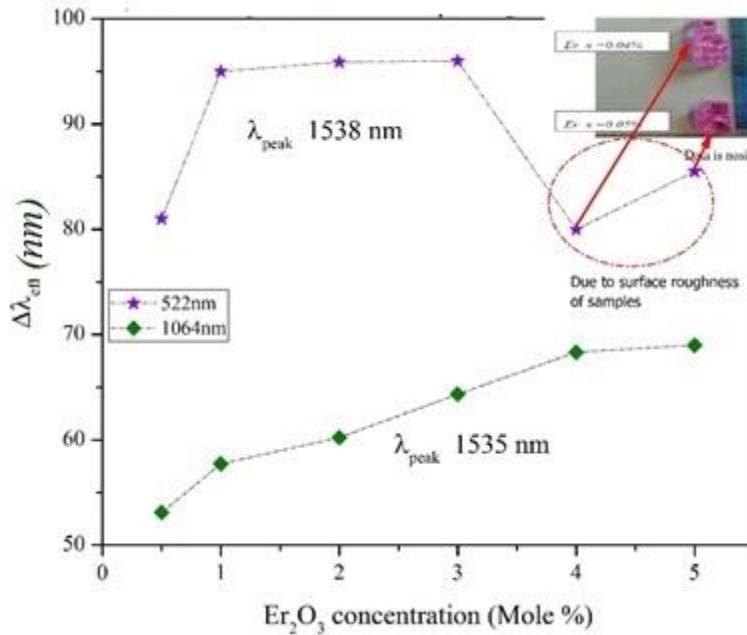 100
90
80
70
60
50
Δλeff (nm)
λpeak 1538 nm
Due to surface roughness
of samples
522nm
1064nm
λpeak 1535 nm
0 1 2 3 4 5
Er2O3 concentration (Mole %)